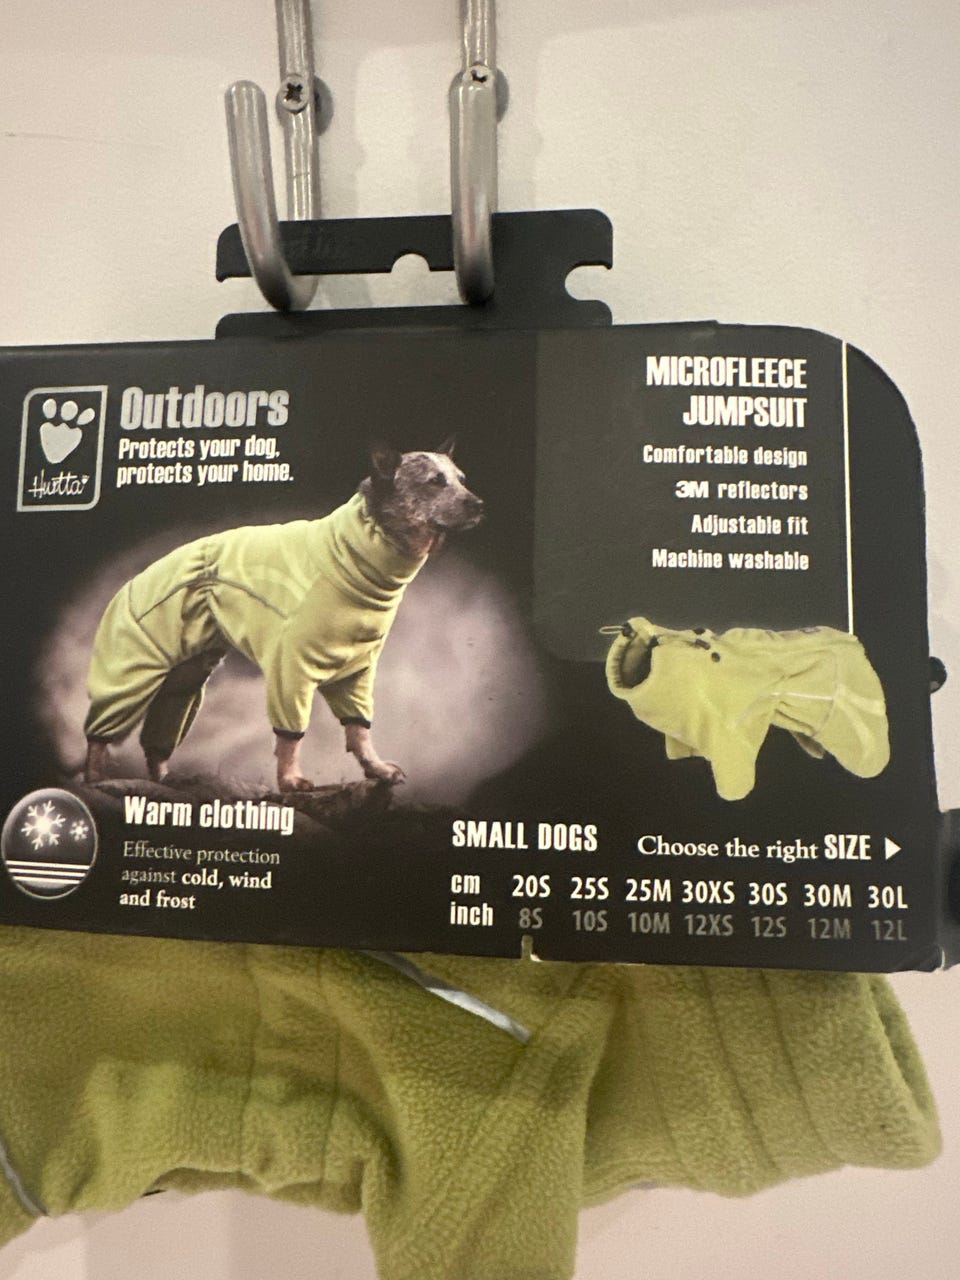 Hurtta
Outdoors
Protects your dog,
protects your home.
MICROFLEECE
JUMPSUIT
Comfortable design
3M reflectors
Adjustable fit
Machine washable
Warm clothing
Effective protection
against cold, wind
and frost
SMALL DOGS
Choose the right SIZE ▶
cm 20S 25S 25M 30XS 30S 30M 30L
inch 8S 10S 10M 12XS 12S 12M 12L